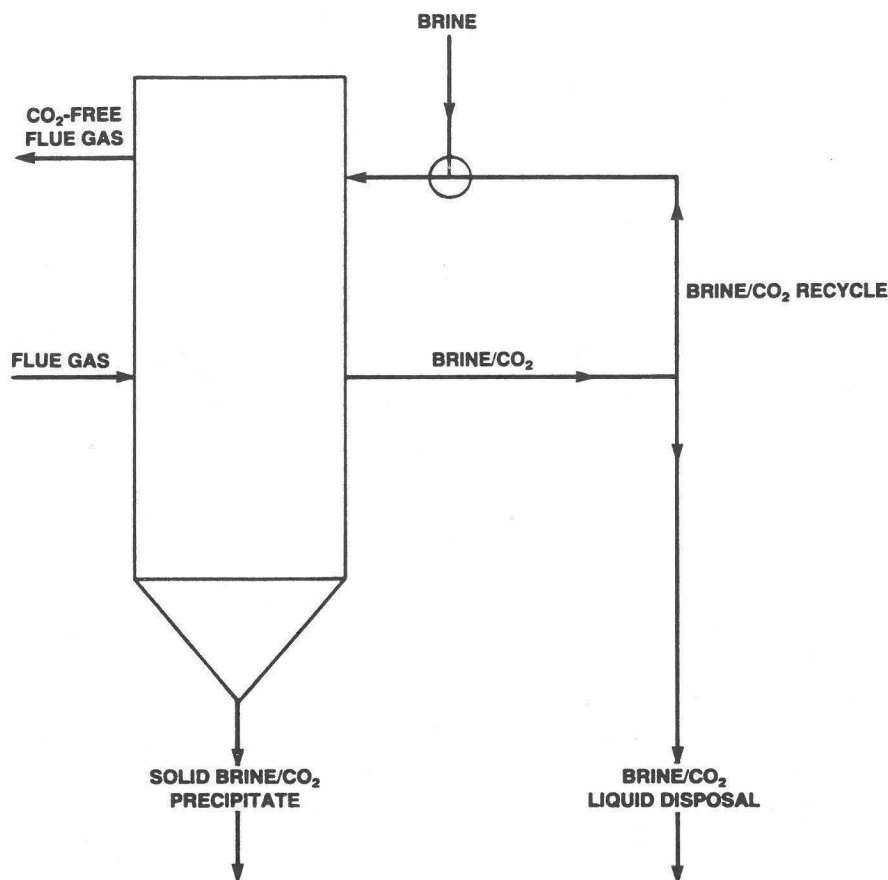 BRINE
CO₂-FREE
FLUE GAS
BRINE/CO₂ RECYCLE
FLUE GAS
BRINE/CO₂
SOLID BRINE/CO₂
PRECIPITATE
BRINE/CO₂
LIQUID DISPOSAL